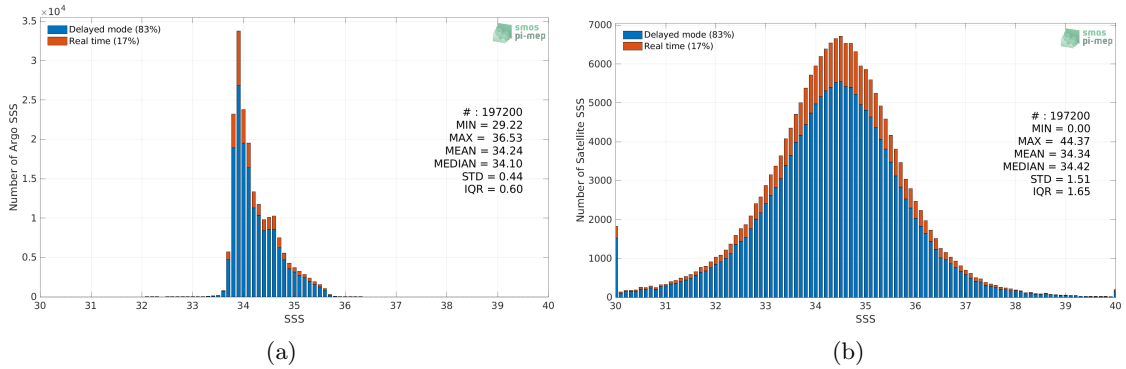 ×10⁴
3.5
3
2.5
2
1.5
1
0.5
0
Number of Argo SSS
Delayed mode (83%)
Real time (17%)
smos
pi-mep
# : 197200
MIN = 29.22
MAX = 36.53
MEAN = 34.24
MEDIAN = 34.10
STD = 0.44
IQR = 0.60
30 31 32 33 34 35 36 37 38 39 40
SSS
(a)
7000
6000
5000
4000
3000
2000
1000
0
Number of Satellite SSS
Delayed mode (83%)
Real time (17%)
smos
pi-mep
# : 197200
MIN = 0.00
MAX = 44.37
MEAN = 34.34
MEDIAN = 34.42
STD = 1.51
IQR = 1.65
30 31 32 33 34 35 36 37 38 39 40
SSS
(b)